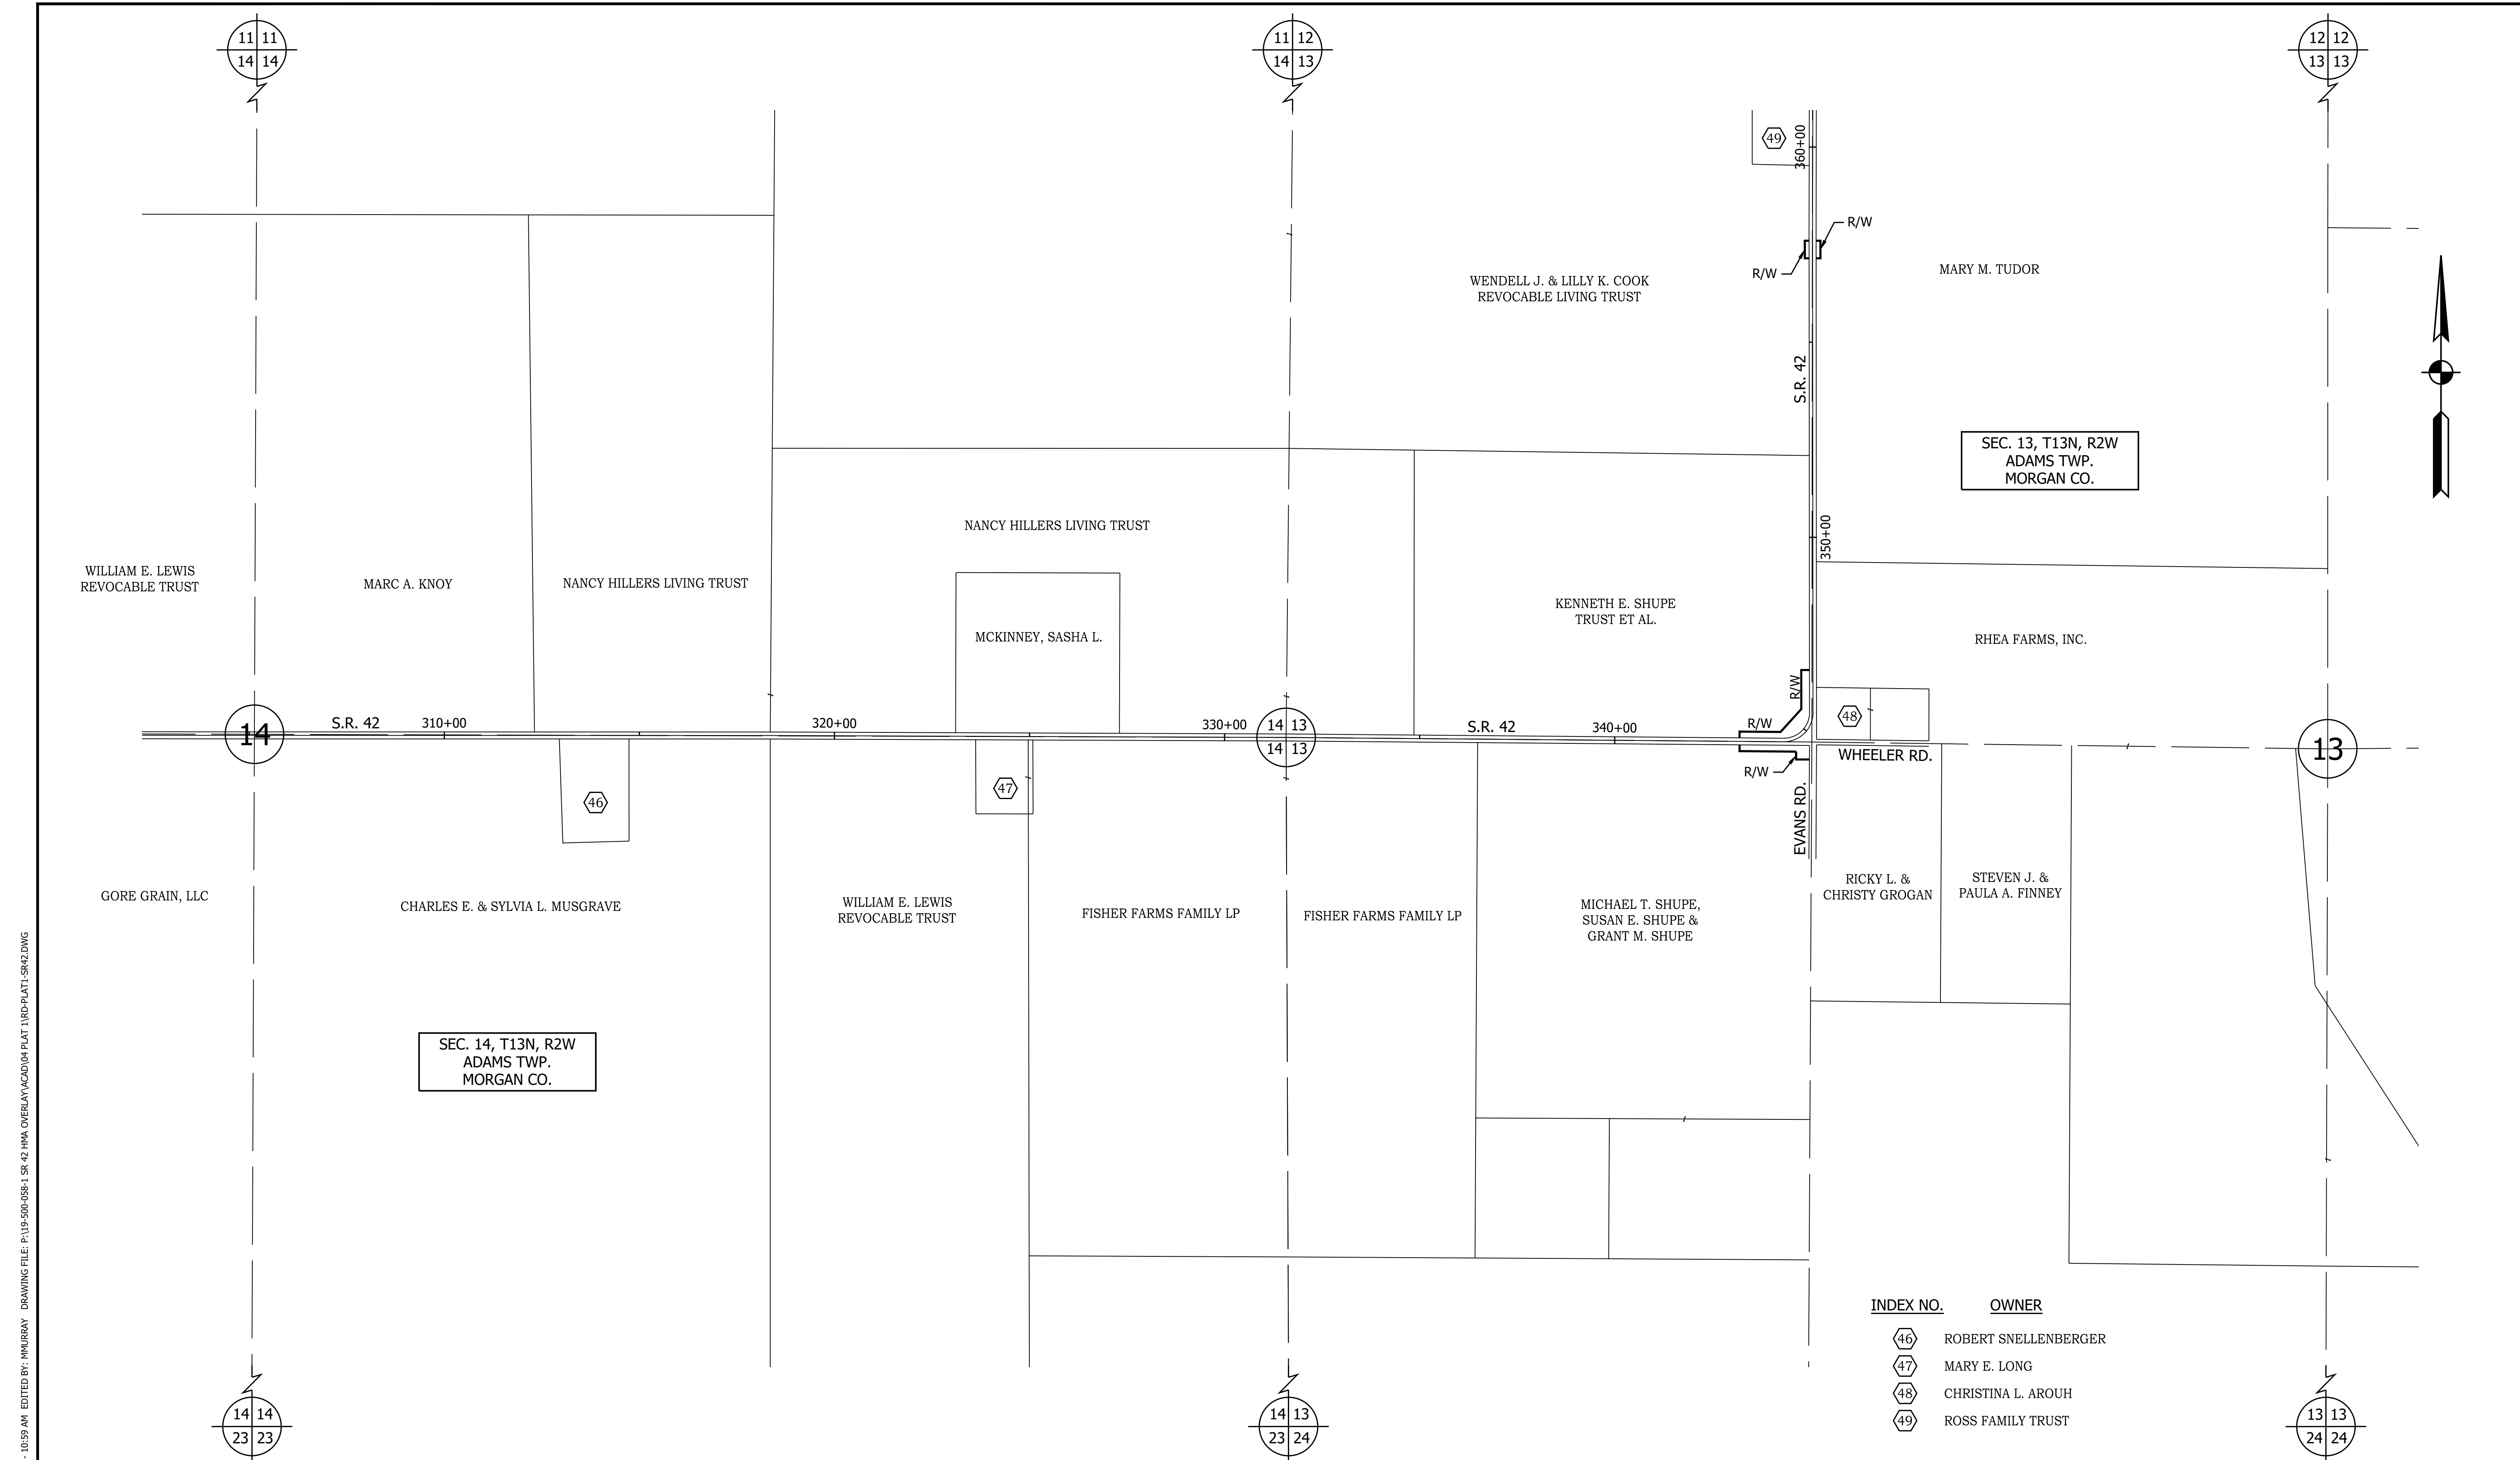 11 11
14 14
11 12
14 13
12 12
13 13
49
360+00
R/W
R/W
WENDELL J. & LILLY K. COOK
REVOCABLE LIVING TRUST
MARY M. TUDOR
S.R. 42
SEC. 13, T13N, R2W
ADAMS TWP.
MORGAN CO.
NANCY HILLERS LIVING TRUST
350+00
WILLIAM E. LEWIS
REVOCABLE TRUST
MARC A. KNOY
NANCY HILLERS LIVING TRUST
MCKINNEY, SASHA L.
KENNETH E. SHUPE
TRUST ET AL.
RHEA FARMS, INC.
R/W
14
S.R. 42
310+00
320+00
330+00
14 13
14 13
S.R. 42
340+00
R/W
48
WHEELER RD.
13
R/W
46
47
EVANS RD.
GORE GRAIN, LLC
CHARLES E. & SYLVIA L. MUSGRAVE
WILLIAM E. LEWIS
REVOCABLE TRUST
FISHER FARMS FAMILY LP
FISHER FARMS FAMILY LP
MICHAEL T. SHUPE,
SUSAN E. SHUPE &
GRANT M. SHUPE
RICKY L. &
CHRISTY GROGAN
STEVEN J. &
PAULA A. FINNEY
SEC. 14, T13N, R2W
ADAMS TWP.
MORGAN CO.
INDEX NO. OWNER
46 ROBERT SNELLENBERGER
47 MARY E. LONG
48 CHRISTINA L. AROUH
49 ROSS FAMILY TRUST
14 14
23 23
14 13
23 24
13 13
24 24
- 10:59 AM EDITED BY: MMURRAY DRAWING FILE: P:\19-500-058-1 SR 42 HMA OVERLAY\ACAD\04 PLAT 1\RD-PLAT1-SR42.DWG